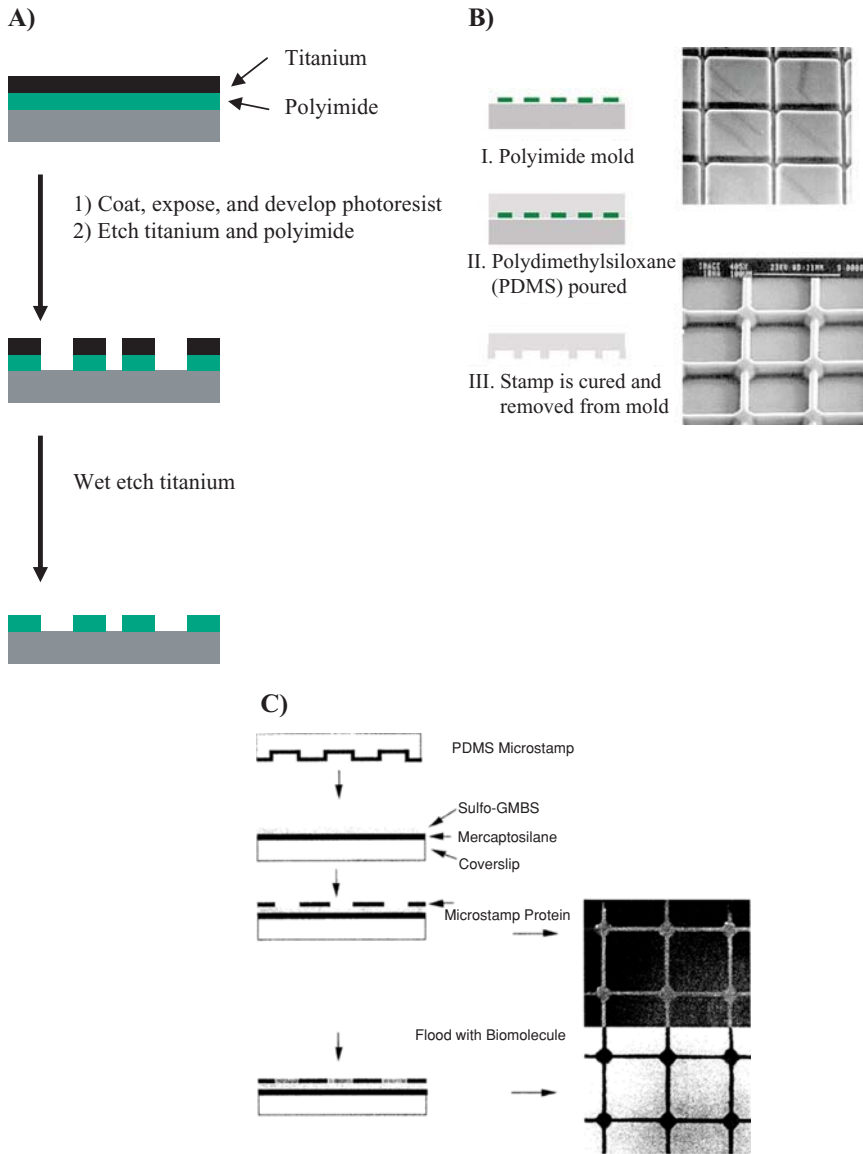 A)
Titanium
Polyimide
1) Coat, expose, and develop photoresist
2) Etch titanium and polyimide
Wet etch titanium
B)
I. Polyimide mold
II. Polydimethylsiloxane
(PDMS) poured
III. Stamp is cured and
removed from mold
C)
PDMS Microstamp
Sulfo-GMBS
Mercaptosilane
Coverslip
Microstamp Protein
Flood with Biomolecule